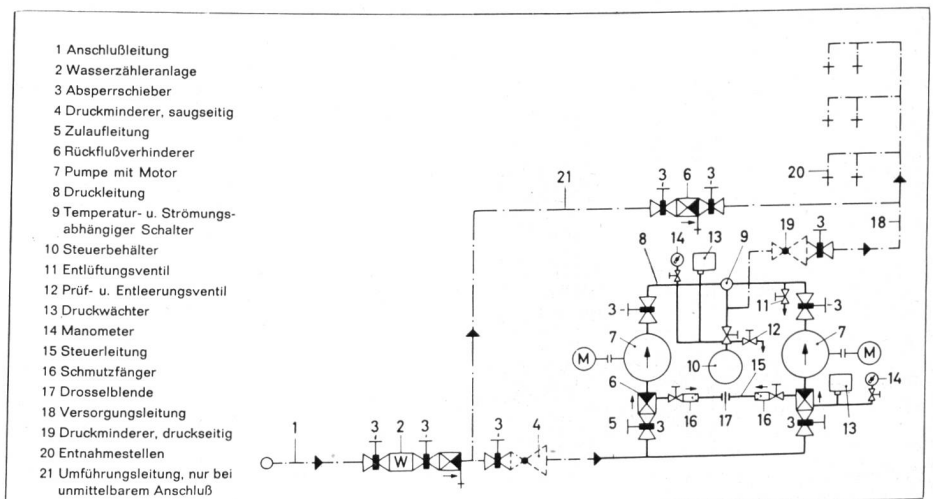 1 Anschlußleitung
2 Wasserzähleranlage
3 Absperrschieber
4 Druckminderer, saugseitig
5 Zulaufleitung
6 Rückflußverhinderer
7 Pumpe mit Motor
8 Druckleitung
9 Temperatur- u. Strömungs-
abhängiger Schalter
10 Steuerbehälter
11 Entlüftungsventil
12 Prüf- u. Entleerungsventil
13 Druckwächter
14 Manometer
15 Steuerleitung
16 Schmutzfänger
17 Drosselblende
18 Versorgungsleitung
19 Druckminderer, druckseitig
20 Entnahmestellen
21 Umführungsleitung, nur bei
unmittelbarem Anschluß
20
21 3 6 3
18
14 13 9 19 3
8
3 11 3
12
7 7
M 10 M
6 15 14
16 17 16
5 3 3 13
1 3 2 3 3 4
W